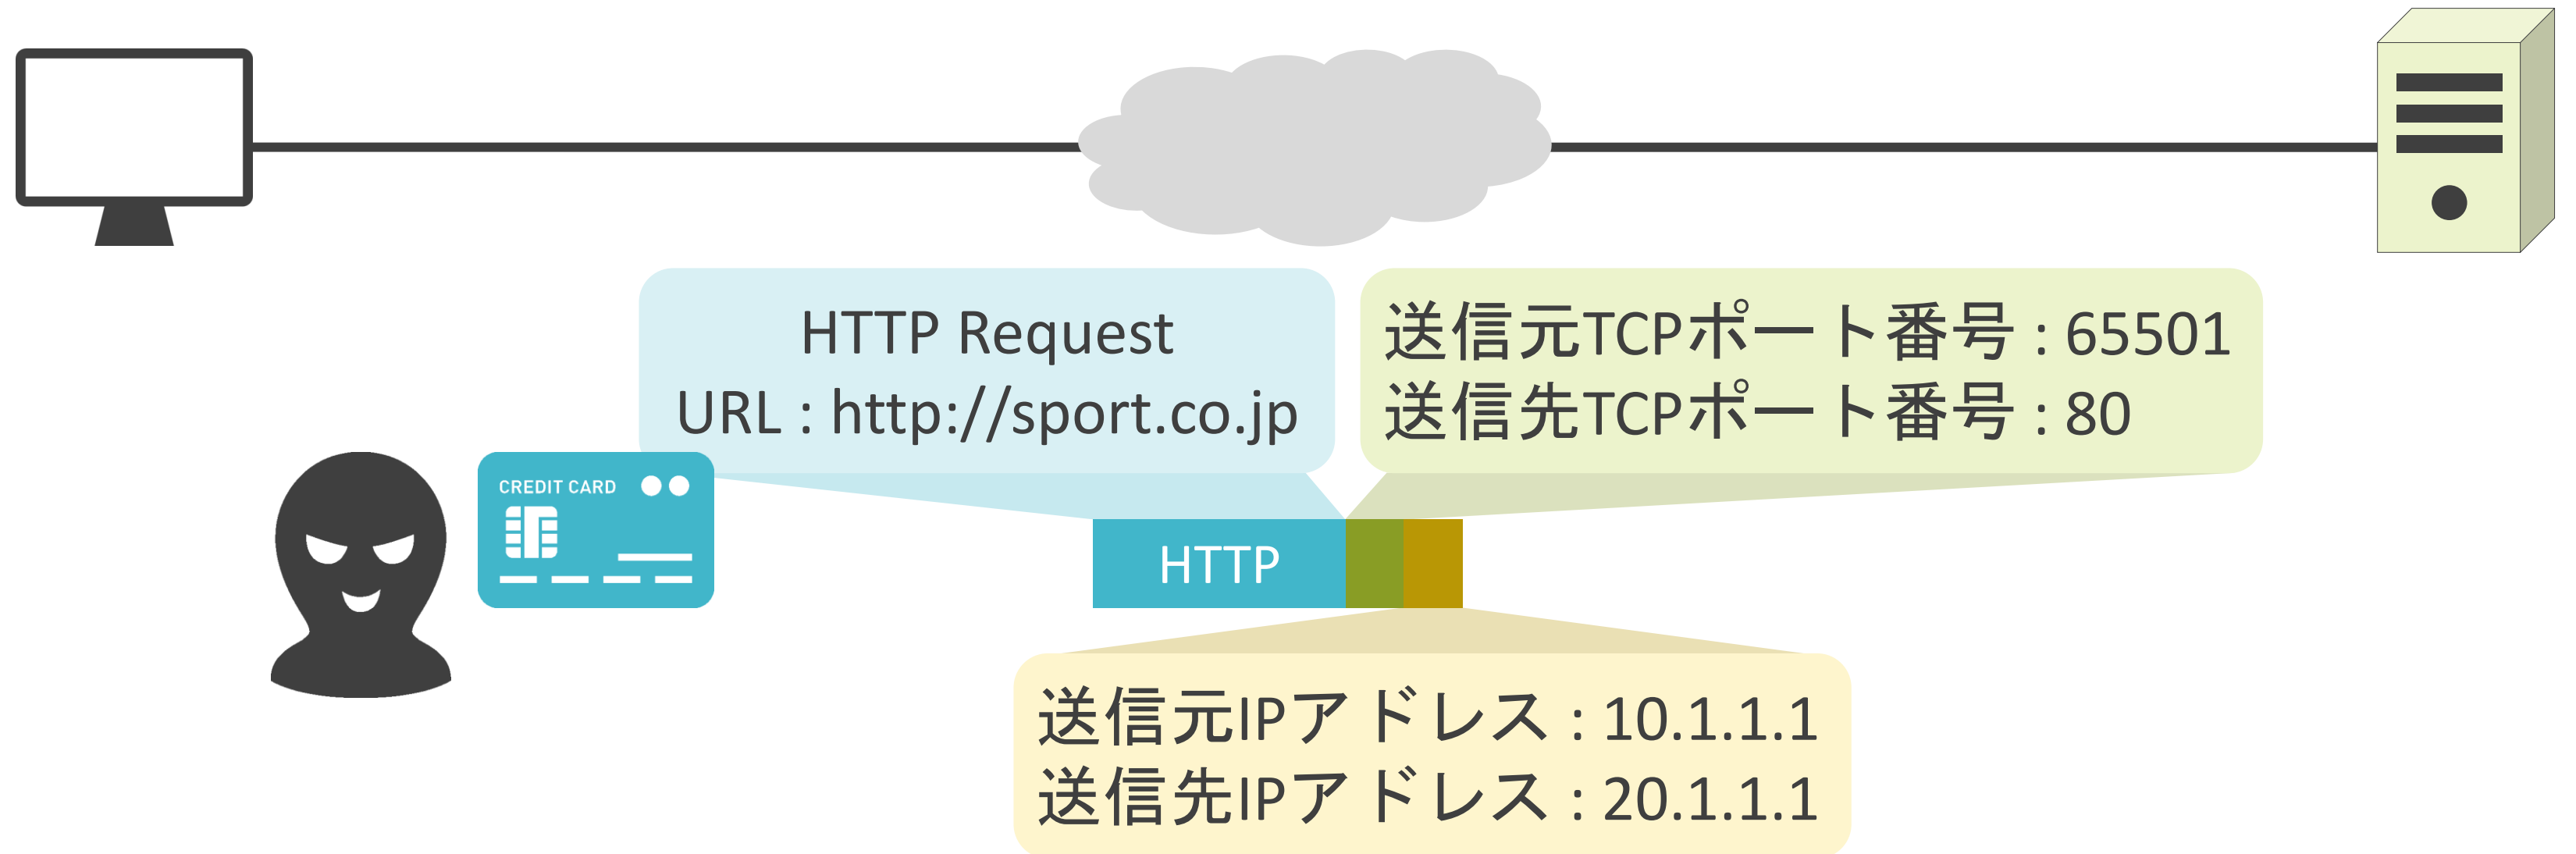 HTTP Request
URL : http://sport.co.jp
送信元TCPポート番号 : 65501
送信先TCPポート番号 : 80
CREDIT CARD
HTTP
送信元IPアドレス : 10.1.1.1
送信先IPアドレス : 20.1.1.1